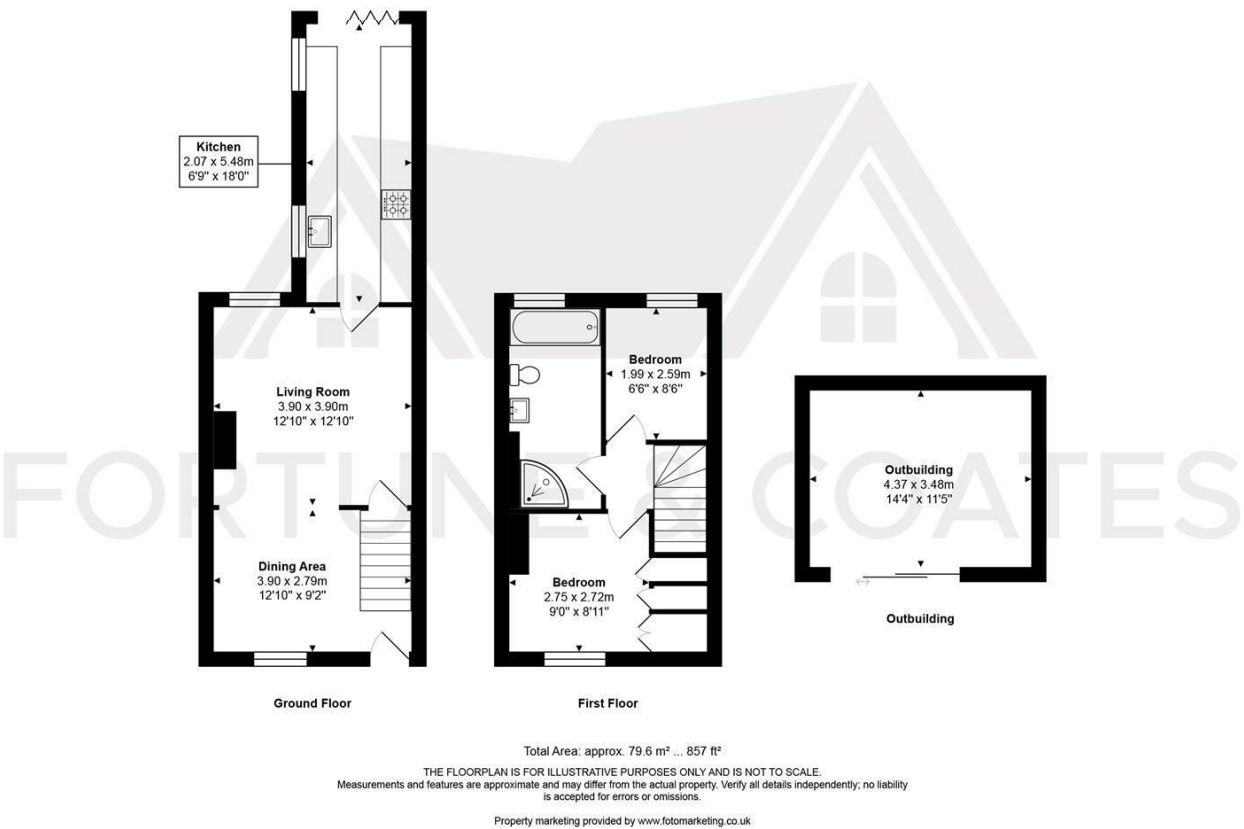 Kitchen
2.07 x 5.48m
6'9" x 18'0"
Living Room
3.90 x 3.90m
12'10" x 12'10"
Dining Area
3.90 x 2.79m
12'10" x 9'2"
Ground Floor
Bedroom
1.99 x 2.59m
6'6" x 8'6"
Bedroom
2.75 x 2.72m
9'0" x 8'11"
First Floor
Outbuilding
4.37 x 3.48m
14'4" x 11'5"
Outbuilding
FORTUNE & COATES
Total Area: approx. 79.6 m² ... 857 ft²
THE FLOORPLAN IS FOR ILLUSTRATIVE PURPOSES ONLY AND IS NOT TO SCALE.
Measurements and features are approximate and may differ from the actual property. Verify all details independently; no liability
is accepted for errors or omissions.
Property marketing provided by www.fotomarketing.co.uk